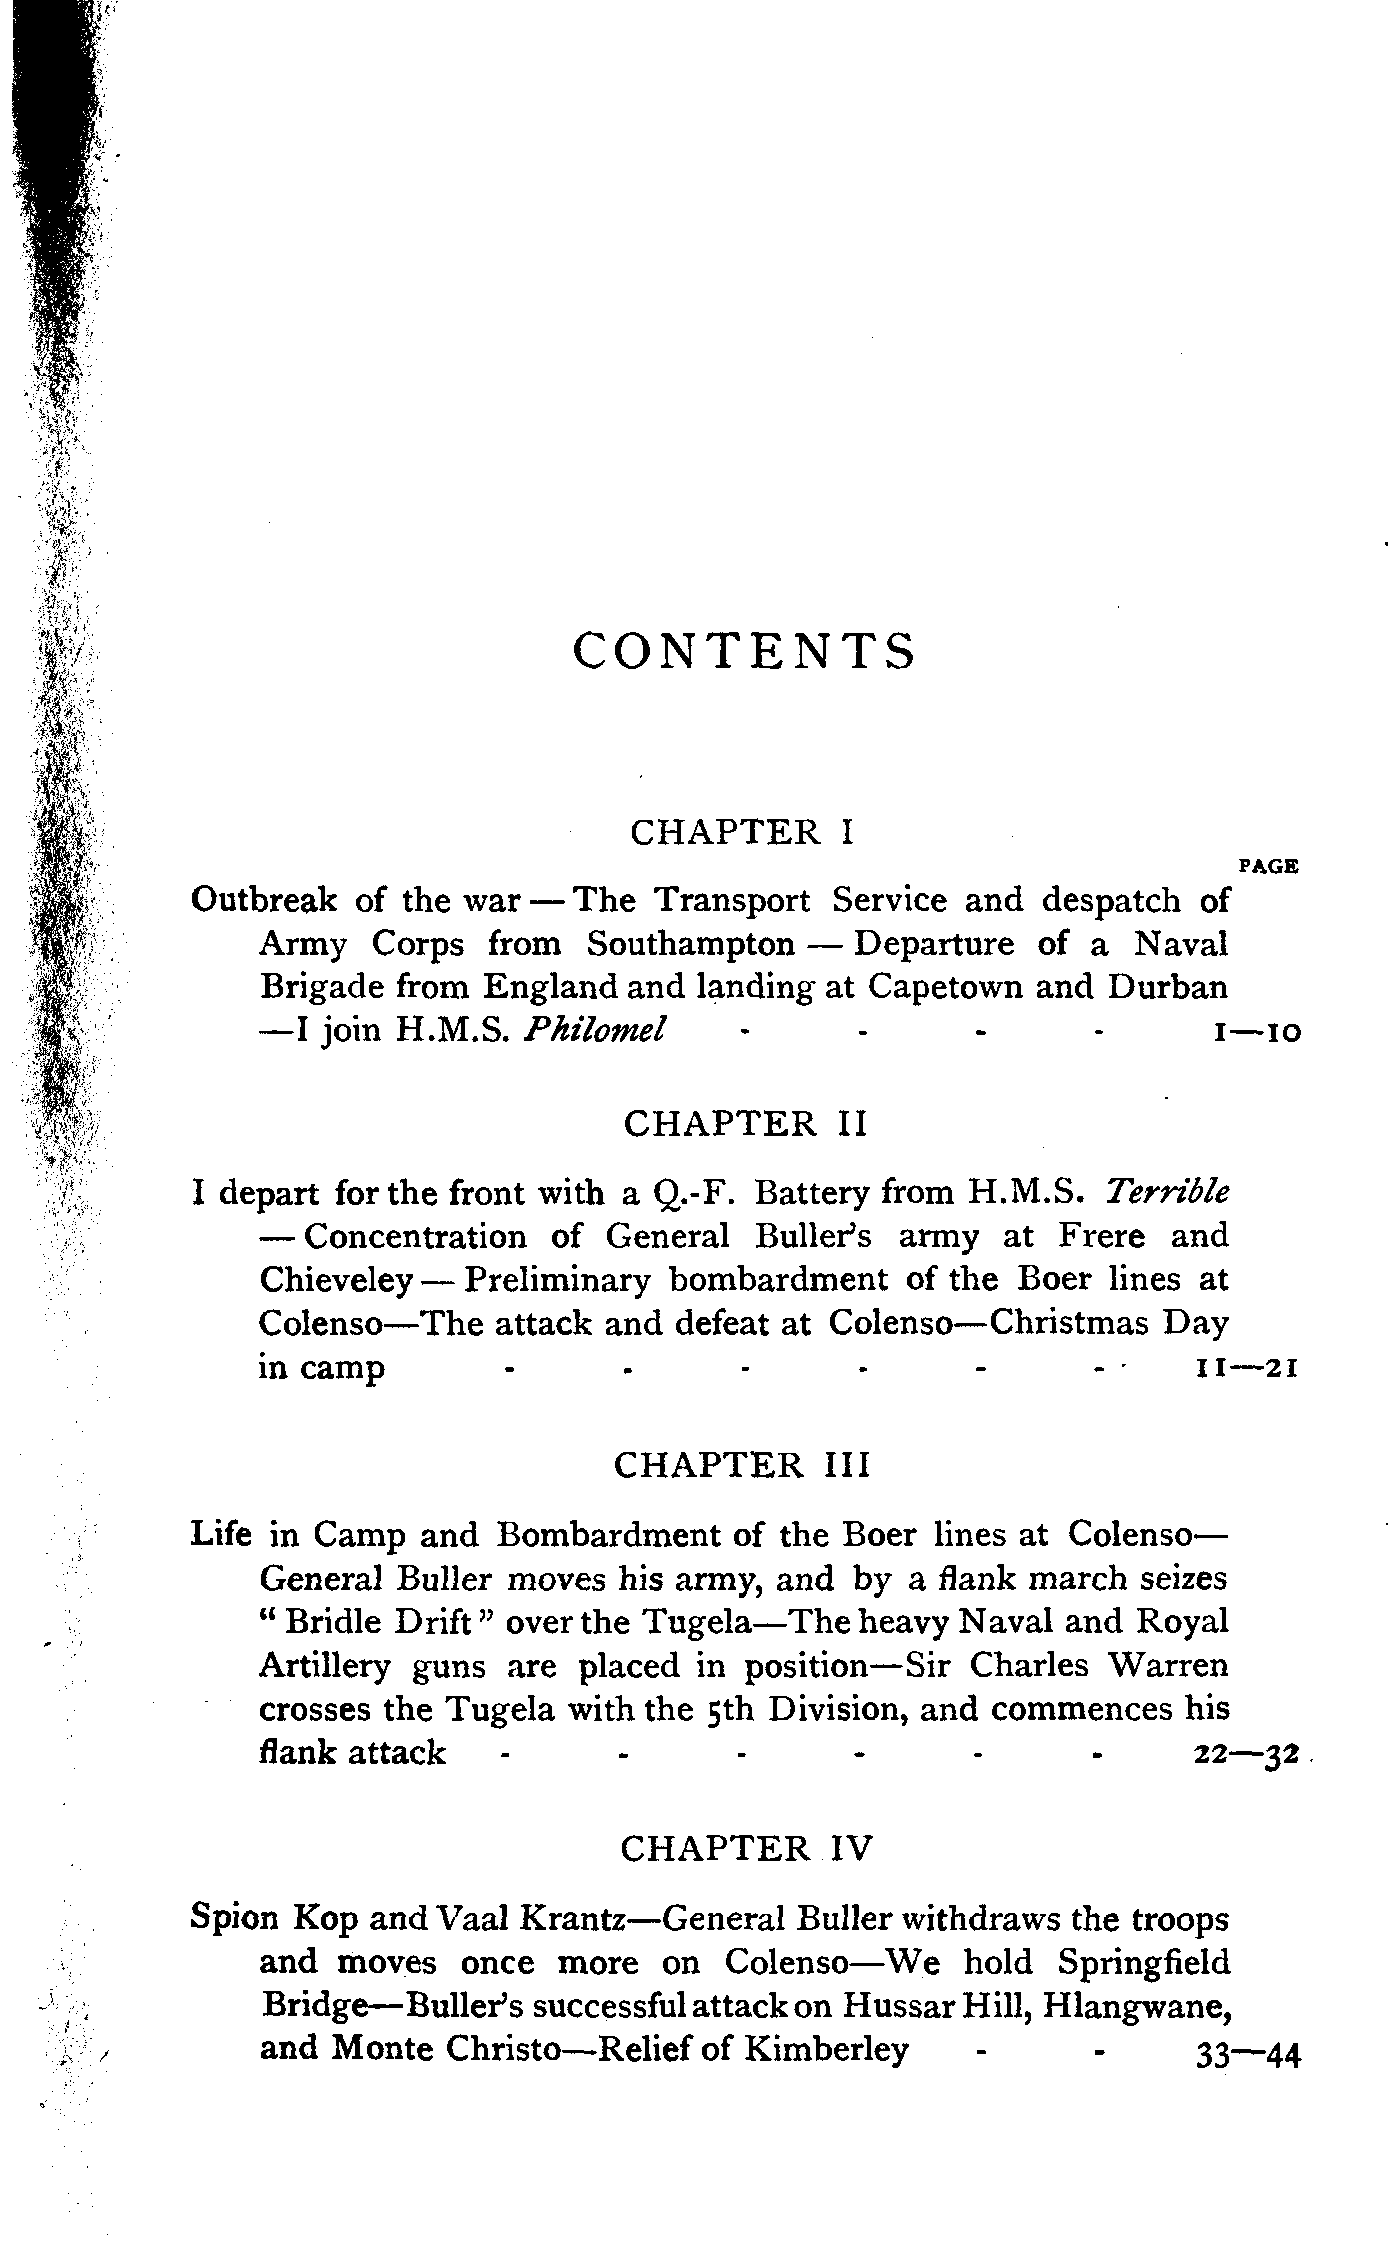 CONTENTS
CHAPTER I
PAGE
Outbreak of the war — The Transport Service and despatch of
Army Corps from Southampton — Departure of a Naval
Brigade from England and landing at Capetown and Durban
—I join H.M.S. Philomel - - - - 1—10
CHAPTER II
I depart for the front with a Q.-F. Battery from H.M.S. Terrible
— Concentration of General Buller's army at Frere and
Chieveley — Preliminary bombardment of the Boer lines at
Colenso—The attack and defeat at Colenso—Christmas Day
in camp - - - - - - 11—21
CHAPTER III
Life in Camp and Bombardment of the Boer lines at Colenso—
General Buller moves his army, and by a flank march seizes
“ Bridle Drift ” over the Tugela—The heavy Naval and Royal
Artillery guns are placed in position—Sir Charles Warren
crosses the Tugela with the 5th Division, and commences his
flank attack - - - - - - 22—32
CHAPTER IV
Spion Kop and Vaal Krantz—General Buller withdraws the troops
and moves once more on Colenso—We hold Springfield
Bridge—Buller's successful attack on Hussar Hill, Hlangwane,
and Monte Christo—Relief of Kimberley - - 33—44